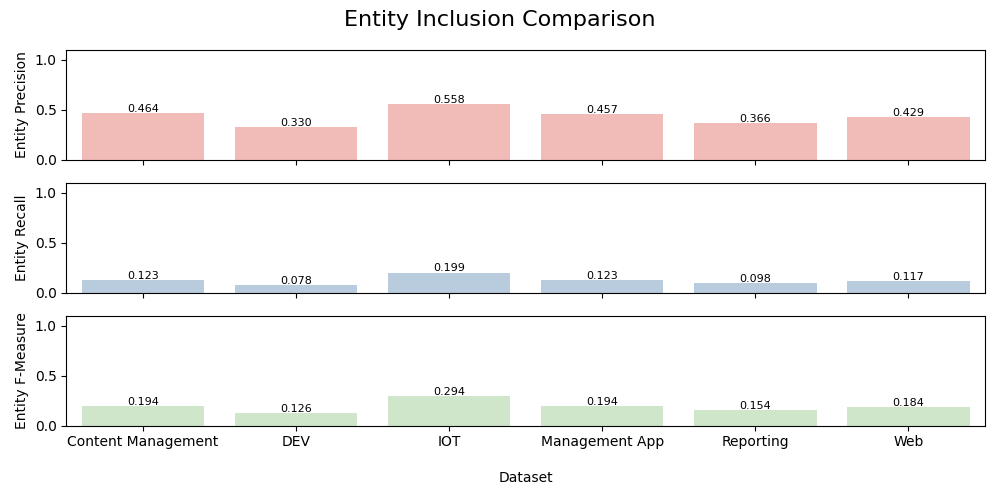 Entity Inclusion Comparison
Entity Precision
1.0
0.5
0.0
0.464
0.330
0.558
0.457
0.366
0.429
Entity Recall
1.0
0.5
0.0
0.123
0.078
0.199
0.123
0.098
0.117
Entity F-Measure
1.0
0.5
0.0
0.194
0.126
0.294
0.194
0.154
0.184
Content Management
DEV
IOT
Management App
Reporting
Web
Dataset